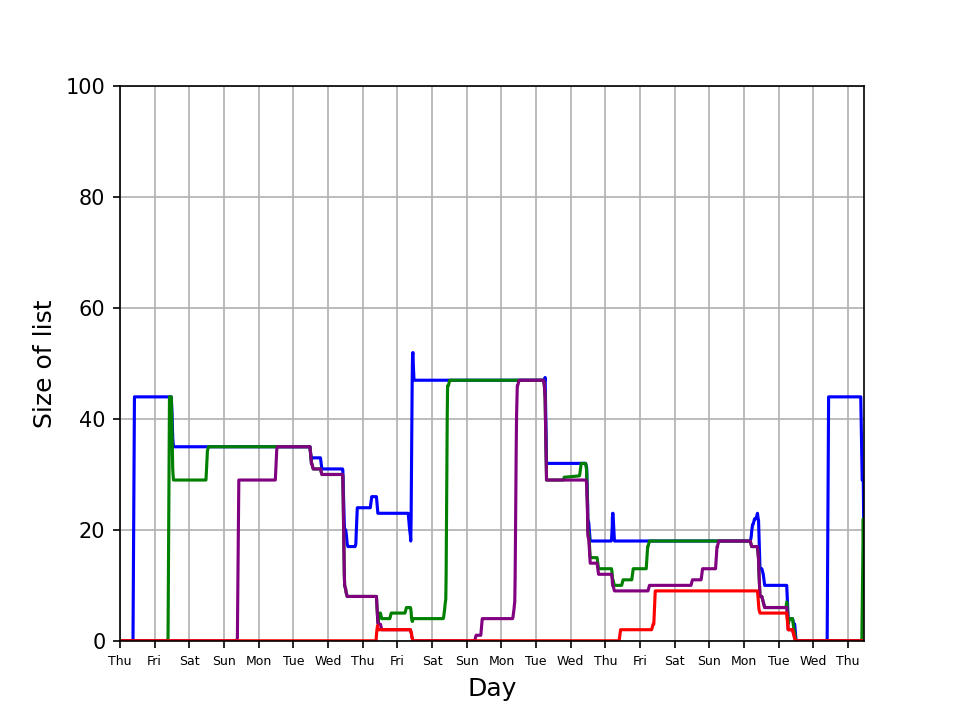 100
80
60
40
20
0
Size of list
Thu Fri Sat Sun Mon Tue Wed Thu Fri Sat Sun Mon Tue Wed Thu Fri Sat Sun Mon Tue Wed Thu
Day